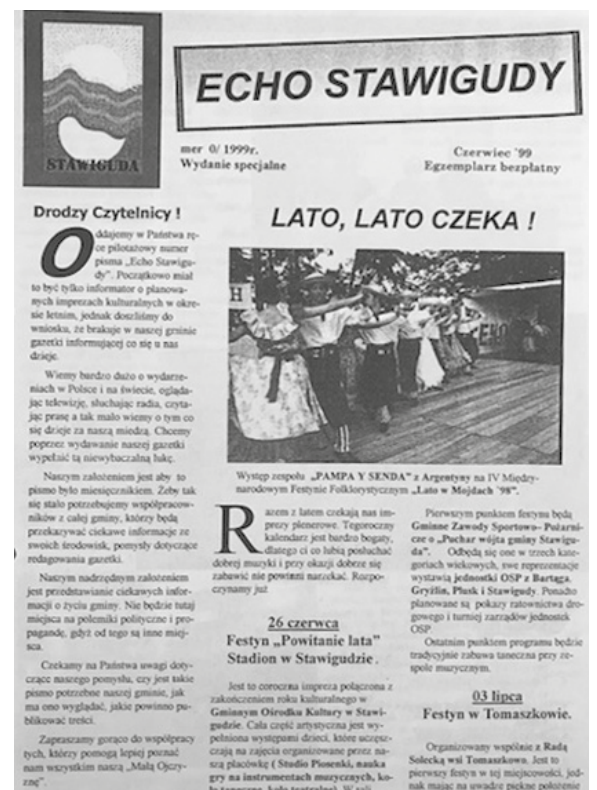 STAWIGUDA
ECHO STAWIGUDY
mer 0/ 1999r.
Wydanie specjalne
Czerwiec `99
Egzemplarz bezpłatny
Drodzy Czytelnicy !
Oddajemy w Państwa rę-
ce pilotażowy numer
pisma „Echo Stawigu-
dy”. Początkowo miał
to być tylko informator o planowa-
nych imprezach kulturalnych w okre-
sie letnim, jednak doszliśmy do
wniosku, że brakuje w naszej gminie
gazetki informującej co się u nas
dzieje.
Wiemy bardzo dużo o wydarze-
niach w Polsce i na świecie, ogląda-
jąc telewizję, słuchając radia, czyta-
jąc prasę a tak mało wiemy o tym co
się dzieje za naszą miedzą. Chcemy
poprzez wydawanie naszej gazetki
wypełnić tą niewybaczalną lukę.
Naszym założeniem jest aby to
pismo było miesięcznikiem. Żeby tak
się stało potrzebujemy współpracow-
ników z całej gminy, którzy będą
przekazywać ciekawe informacje ze
swoich środowisk, pomysły dotyczące
redagowania gazetki.
Naszym nadrzędnym założeniem
jest przedstawianie ciekawych infor-
macji o życiu gminy. Nie będzie tutaj
miejsca na polemiki polityczne i pro-
pagandę, gdyż od tego są inne miej-
sca.
Czekamy na Państwa uwagi doty-
czące naszego pomysłu, czy jest takie
pismo potrzebne naszej gminie, jak
ma ono wyglądać, jakie powinno pu-
blikować treści.
Zapraszamy gorąco do współpracy
tych, którzy pomogą lepiej poznać
nam wszystkim naszą „Małą Ojczy-
znę”.
LATO, LATO CZEKA !
H
ECHO
Występ zespołu „PAMPA Y SENDA” z Argentyny na IV Między-
narodowym Festynie Folklorystycznym „Lato w Mojdach `98”.
Razem z latem czekają nas im-
prezy plenerowe. Tegoroczny
kalendarz jest bardzo bogaty,
dlatego ci co lubią posłuchać
dobrej muzyki i przy okazji dobrze się
zabawić nie powinni narzekać. Rozpo-
czynamy już
26 czerwca
Festyn „Powitanie lata”
Stadion w Stawigudzie.
Jest to coroczna impreza połączona z
zakończeniem roku kulturalnego w
Gminnym Ośrodku Kultury w Stawi-
gudzie. Cała część artystyczna jest wy-
pełniona występami dzieci, które uczęsz-
czają na zajęcia organizowane przez na-
szą placówkę ( Studio Piosenki, nauka
gry na instrumentach muzycznych, ko-
Pierwszym punktem festynu będą
Gminne Zawody Sportowo- Pożarni-
cze o „Puchar wójta gminy Stawigu-
da”. Odbędą się one w trzech kate-
goriach wiekowych, swe reprezentacje
wystawią jednostki OSP z Bartąga,
Gryźlin, Plusk i Stawigudy. Ponadto
planowane są pokazy ratownictwa dro-
gowego i turniej zarządów jednostek
OSP.
Ostatnim punktem programu będzie
tradycyjnie zabawa taneczna przy ze-
spole muzycznym.
03 lipca
Festyn w Tomaszkowie.
Organizowany wspólnie z Radą
Solecką wsi Tomaszkowo. Jest to
pierwszy festyn w tej miejscowości, jed-
nak mając na uwadze piękne położenie